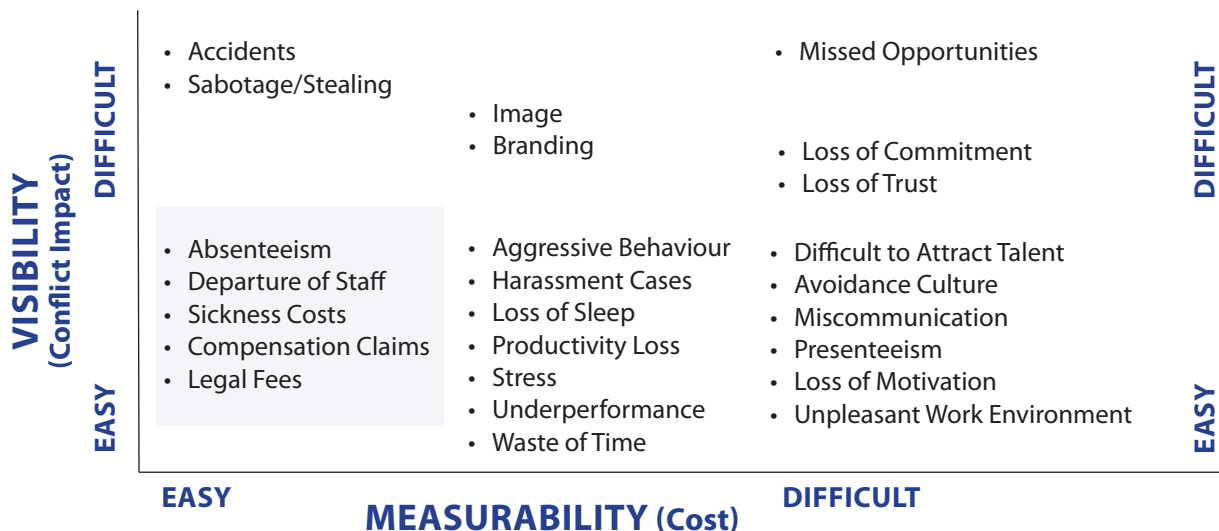 DIFFICULT
EASY
VISIBILITY
(Conflict Impact)
• Accidents
• Sabotage/Stealing
• Image
• Branding
• Missed Opportunities
• Loss of Commitment
• Loss of Trust
• Absenteeism
• Departure of Staff
• Sickness Costs
• Compensation Claims
• Legal Fees
• Aggressive Behaviour
• Harassment Cases
• Loss of Sleep
• Productivity Loss
• Stress
• Underperformance
• Waste of Time
• Difficult to Attract Talent
• Avoidance Culture
• Miscommunication
• Presenteeism
• Loss of Motivation
• Unpleasant Work Environment
DIFFICULT
EASY
EASY
DIFFICULT
MEASURABILITY (Cost)